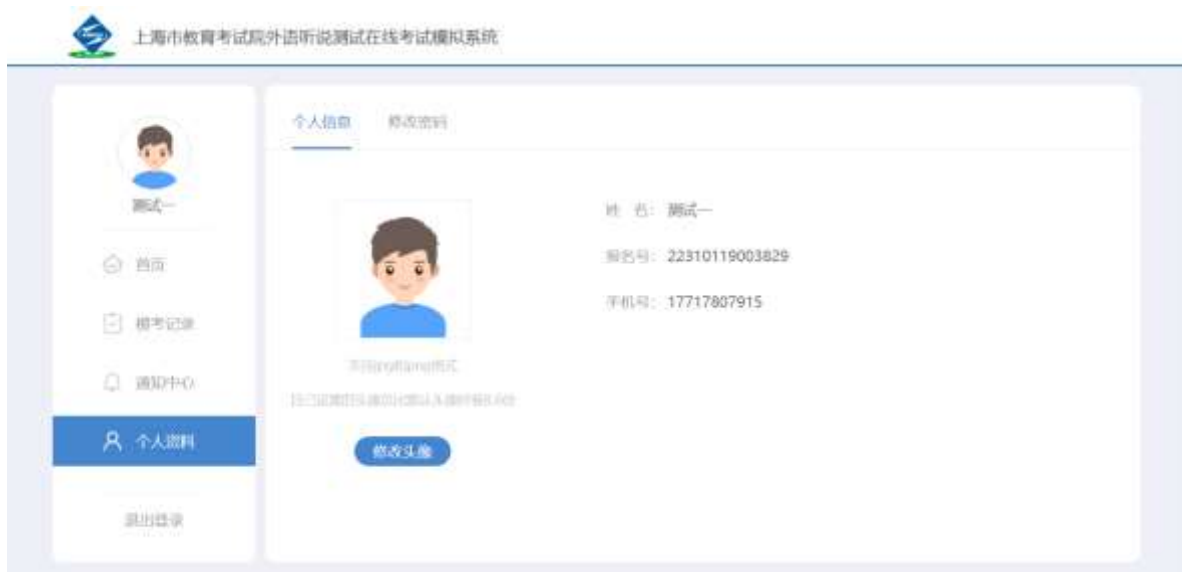 上海市教育考试院外语听说测试在线考试模拟系统
测试一
首页
模考记录
通知中心
个人资料
退出登录
个人信息 修改密码
修改头像
姓 名: 测试一
报名号: 22310119003829
手机号: 17717807915